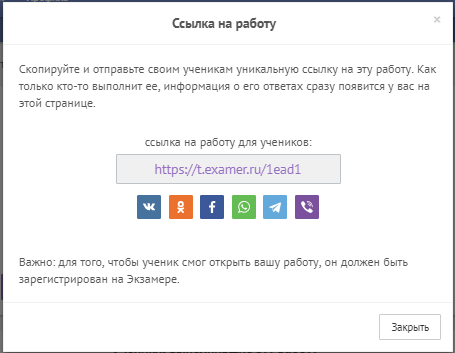 Ссылка на работу
×
Скопируйте и отправьте своим ученикам уникальную ссылку на эту работу. Как
только кто-то выполнит ее, информация о его ответах сразу появится у вас на
этой странице.
ссылка на работу для учеников:
https://t.examer.ru/1ead1
Важно: для того, чтобы ученик смог открыть вашу работу, он должен быть
зарегистрирован на Экзамере.
Закрыть